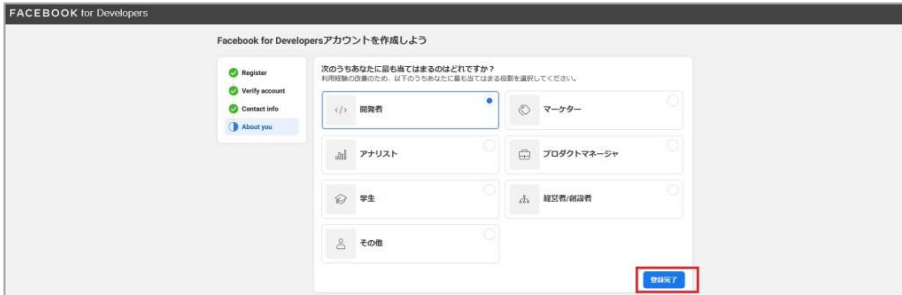 FACEBOOK for Developers
Facebook for Developersアカウントを作成しよう
Register
Verify account
Contact info
About you
次のうちあなたに最も当てはまるのはどれですか？
利用経験の改善のため、以下のうちあなたに最も当てはまる役割を選択してください。
</> 開発者
マーケター
アナリスト
プロダクトマネージャ
学生
経営者/創設者
その他
登録完了